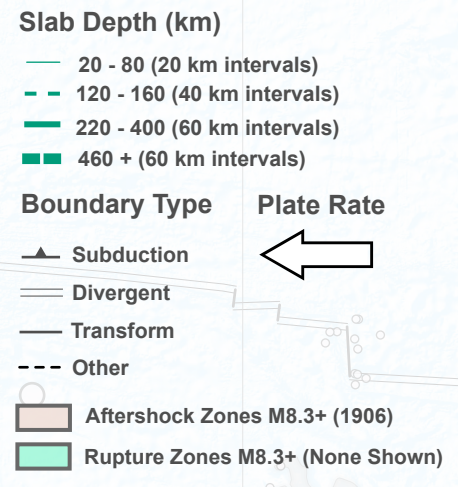 Slab Depth (km)
20 - 80 (20 km intervals)
120 - 160 (40 km intervals)
220 - 400 (60 km intervals)
460 + (60 km intervals)
Boundary Type Plate Rate
Subduction
Divergent
Transform
Other
Aftershock Zones M8.3+ (1906)
Rupture Zones M8.3+ (None Shown)